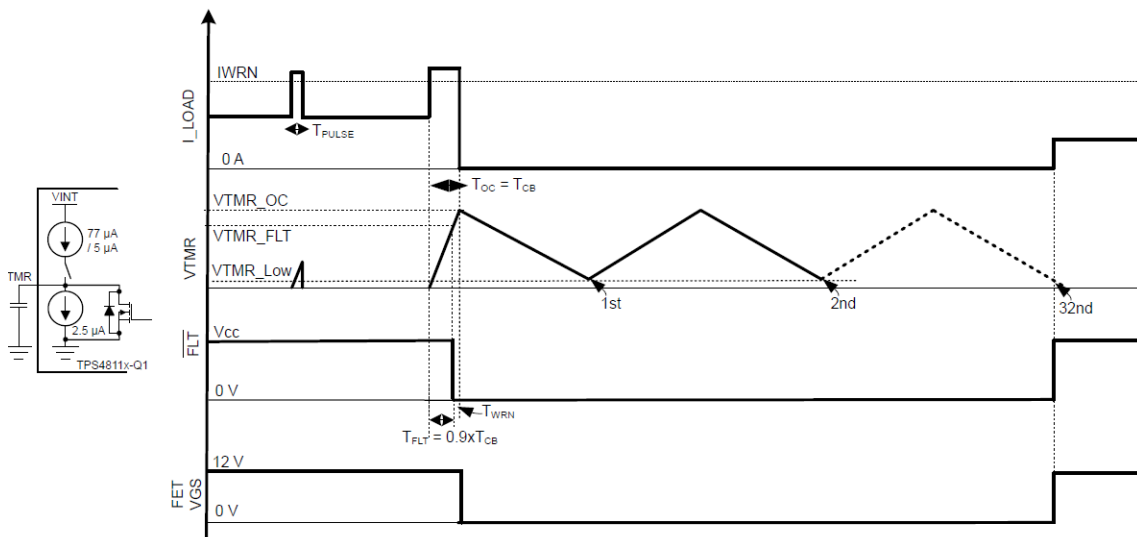 I_LOAD
IWRN
TPULSE
0 A
TOC = TCB
VTMR
VTMR_OC
VTMR_FLT
VTMR_Low
1st
2nd
32nd
VINT
77 µA
/ 5 µA
TMR
2.5 µA
TPS4811x-Q1
FLT
Vcc
0 V
TWRN
TFLT = 0.9xTCB
FET
VGS
12 V
0 V